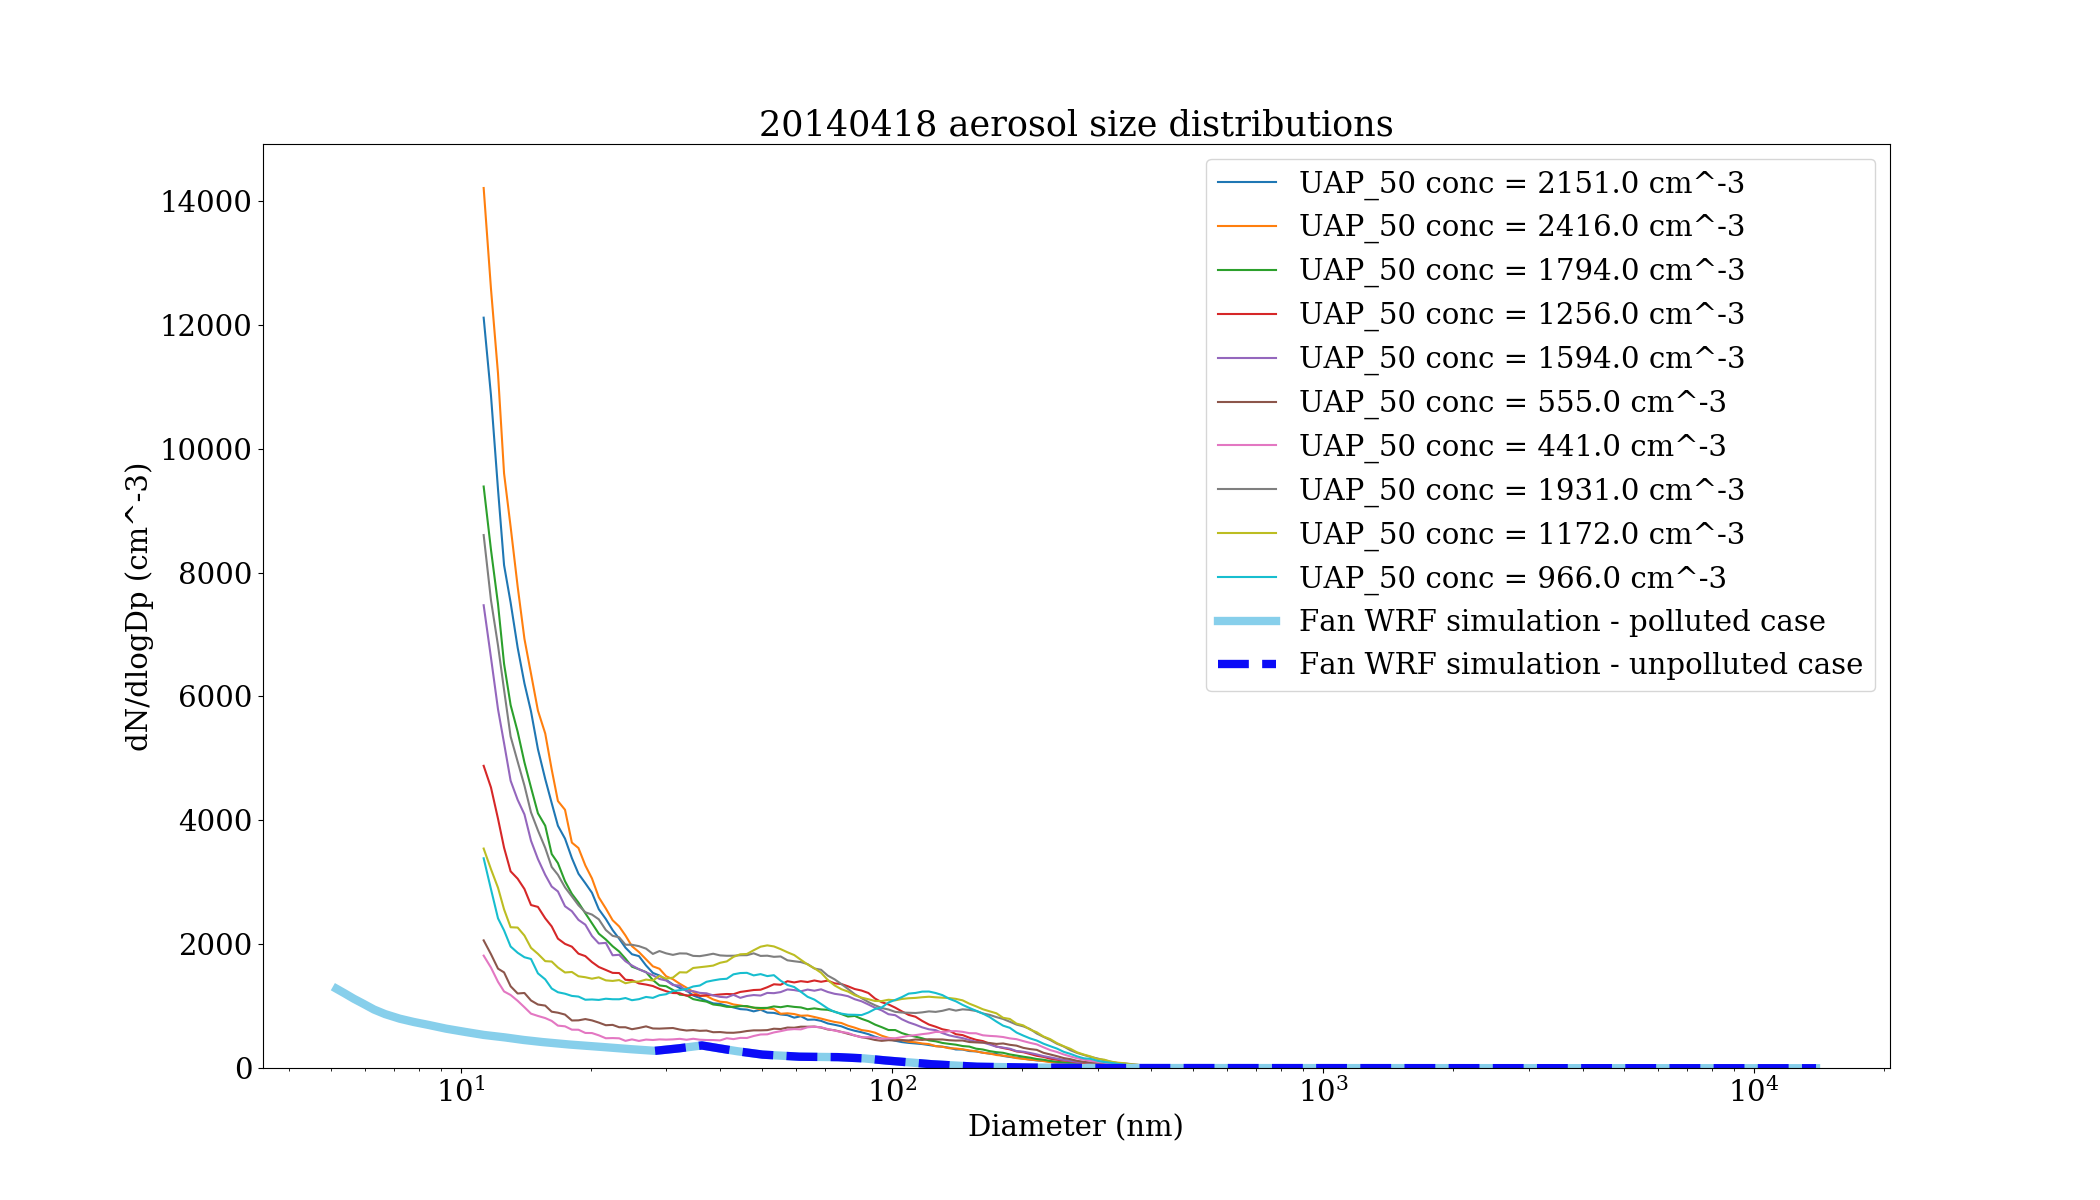 20140418 aerosol size distributions
14000
12000
10000
8000
6000
4000
2000
0
dN/dlogDp (cm^-3)
UAP_50 conc = 2151.0 cm^-3
UAP_50 conc = 2416.0 cm^-3
UAP_50 conc = 1794.0 cm^-3
UAP_50 conc = 1256.0 cm^-3
UAP_50 conc = 1594.0 cm^-3
UAP_50 conc = 555.0 cm^-3
UAP_50 conc = 441.0 cm^-3
UAP_50 conc = 1931.0 cm^-3
UAP_50 conc = 1172.0 cm^-3
UAP_50 conc = 966.0 cm^-3
Fan WRF simulation - polluted case
Fan WRF simulation - unpolluted case
10¹ 10² 10³ 10⁴
Diameter (nm)